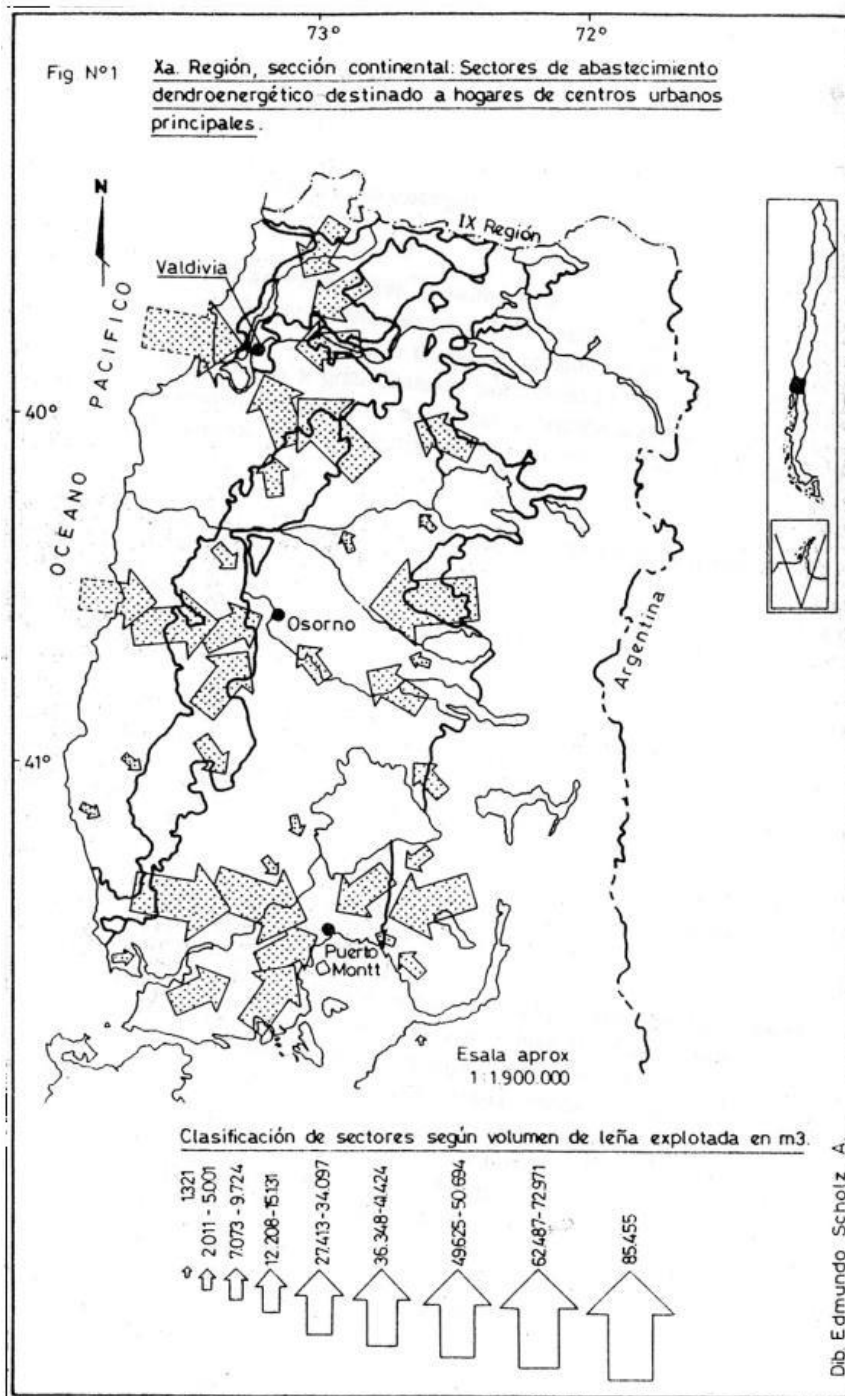 73°
72°
Fig Nº1
Xa. Región, sección continental: Sectores de abastecimiento
dendroenergético destinado a hogares de centros urbanos
principales.
N
IX Región
Valdivia
OCÉANO PACIFICO
40°
Osorno
Argentina
41°
Puerto
Montt
Esala aprox
1:1.900.000
Clasificación de sectores según volumen de leña explotada en m3.
1321
2.011 - 5.001
7.073 - 9.724
12.208-15.131
27.413-34.097
36.348-41.424
49.625-50.694
62.487-72.971
85.455
Dib. Edmundo Scholz A.